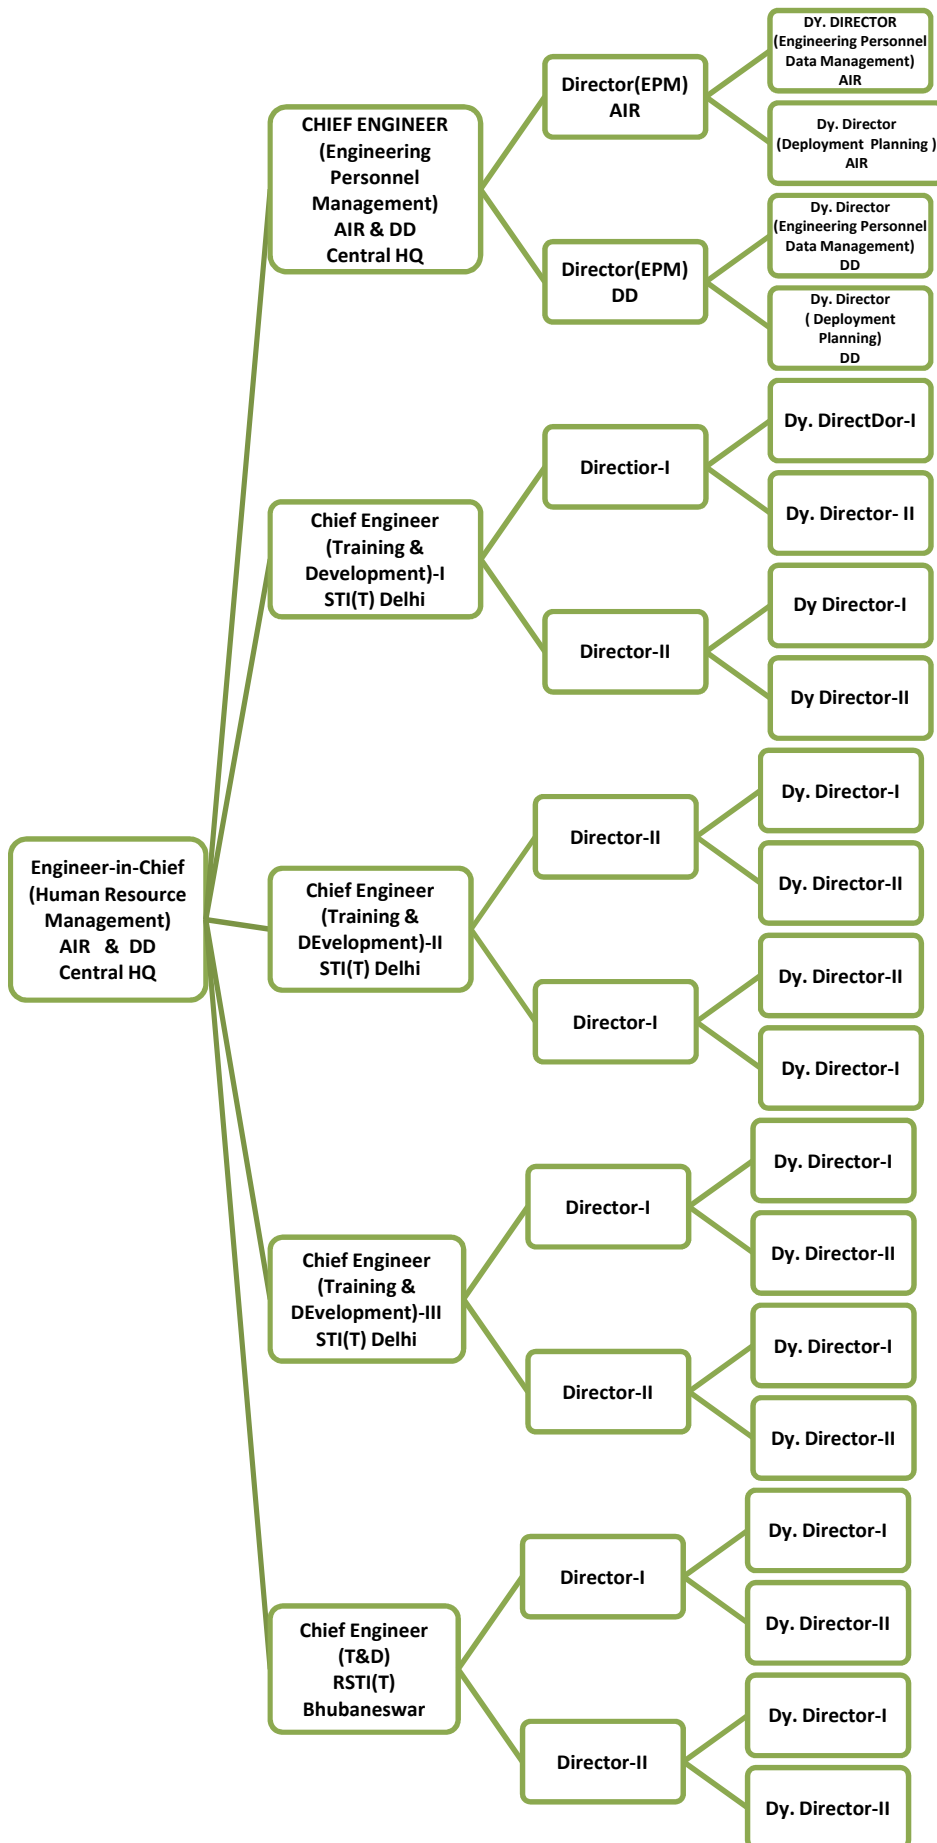 Engineer-in-Chief
(Human Resource
Management)
AIR & DD
Central HQ
CHIEF ENGINEER
(Engineering
Personnel
Management)
AIR & DD
Central HQ
Director(EPM)
AIR
DY. DIRECTOR
(Engineering Personnel
Data Management)
AIR
Dy. Director
(Deployment Planning )
AIR
Director(EPM)
DD
Dy. Director
(Engineering Personnel
Data Management)
DD
Dy. Director
( Deployment
Planning)
DD
Chief Engineer
(Training &
Development)-I
STI(T) Delhi
Directior-I
Dy. DirectDor-I
Dy. Director- II
Director-II
Dy Director-I
Dy Director-II
Chief Engineer
(Training &
DEvelopment)-II
STI(T) Delhi
Director-II
Dy. Director-I
Dy. Director-II
Director-I
Dy. Director-II
Dy. Director-I
Chief Engineer
(Training &
DEvelopment)-III
STI(T) Delhi
Director-I
Dy. Director-I
Dy. Director-II
Director-II
Dy. Director-I
Dy. Director-II
Chief Engineer
(T&D)
RSTI(T)
Bhubaneswar
Director-I
Dy. Director-I
Dy. Director-II
Director-II
Dy. Director-I
Dy. Director-II